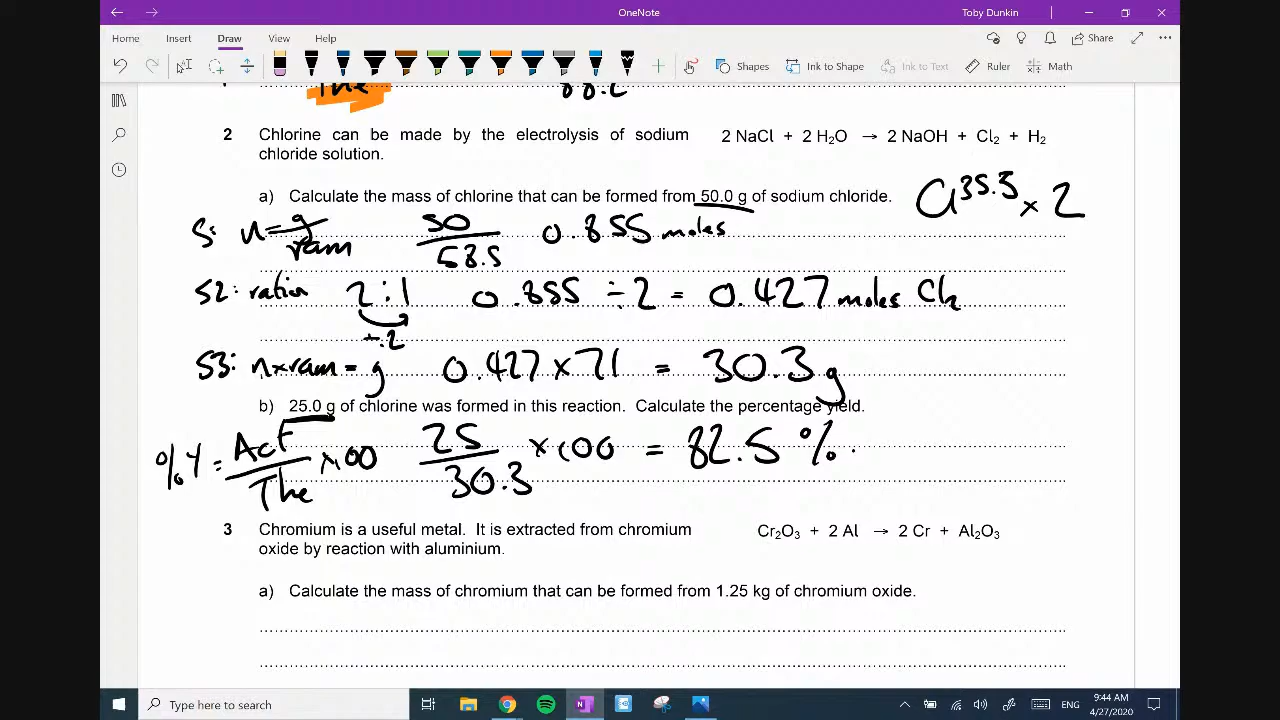 OneNote
Toby Dunkin
Home Insert Draw View Help
Share
Shapes Ink to Shape Ink to Text Ruler Math
The 88.2
2 Chlorine can be made by the electrolysis of sodium chloride solution.
2 NaCl + 2 H₂O → 2 NaOH + Cl₂ + H₂
a) Calculate the mass of chlorine that can be formed from 50.0 g of sodium chloride.
Cl 35.5 × 2
S: n = g / ram 50 / 58.5 0.855 moles
S2: ration 2 : 1 0.855 ÷ 2 = 0.427 moles Cl2
÷2
S3: n×ram = g 0.427 × 71 = 30.3g
b) 25.0 g of chlorine was formed in this reaction. Calculate the percentage yield.
%Y = Act / The ×100 25 / 30.3 ×100 = 82.5 %
3 Chromium is a useful metal. It is extracted from chromium oxide by reaction with aluminium.
Cr₂O₃ + 2 Al → 2 Cr + Al₂O₃
a) Calculate the mass of chromium that can be formed from 1.25 kg of chromium oxide.
Type here to search
ENG
9:44 AM
4/27/2020